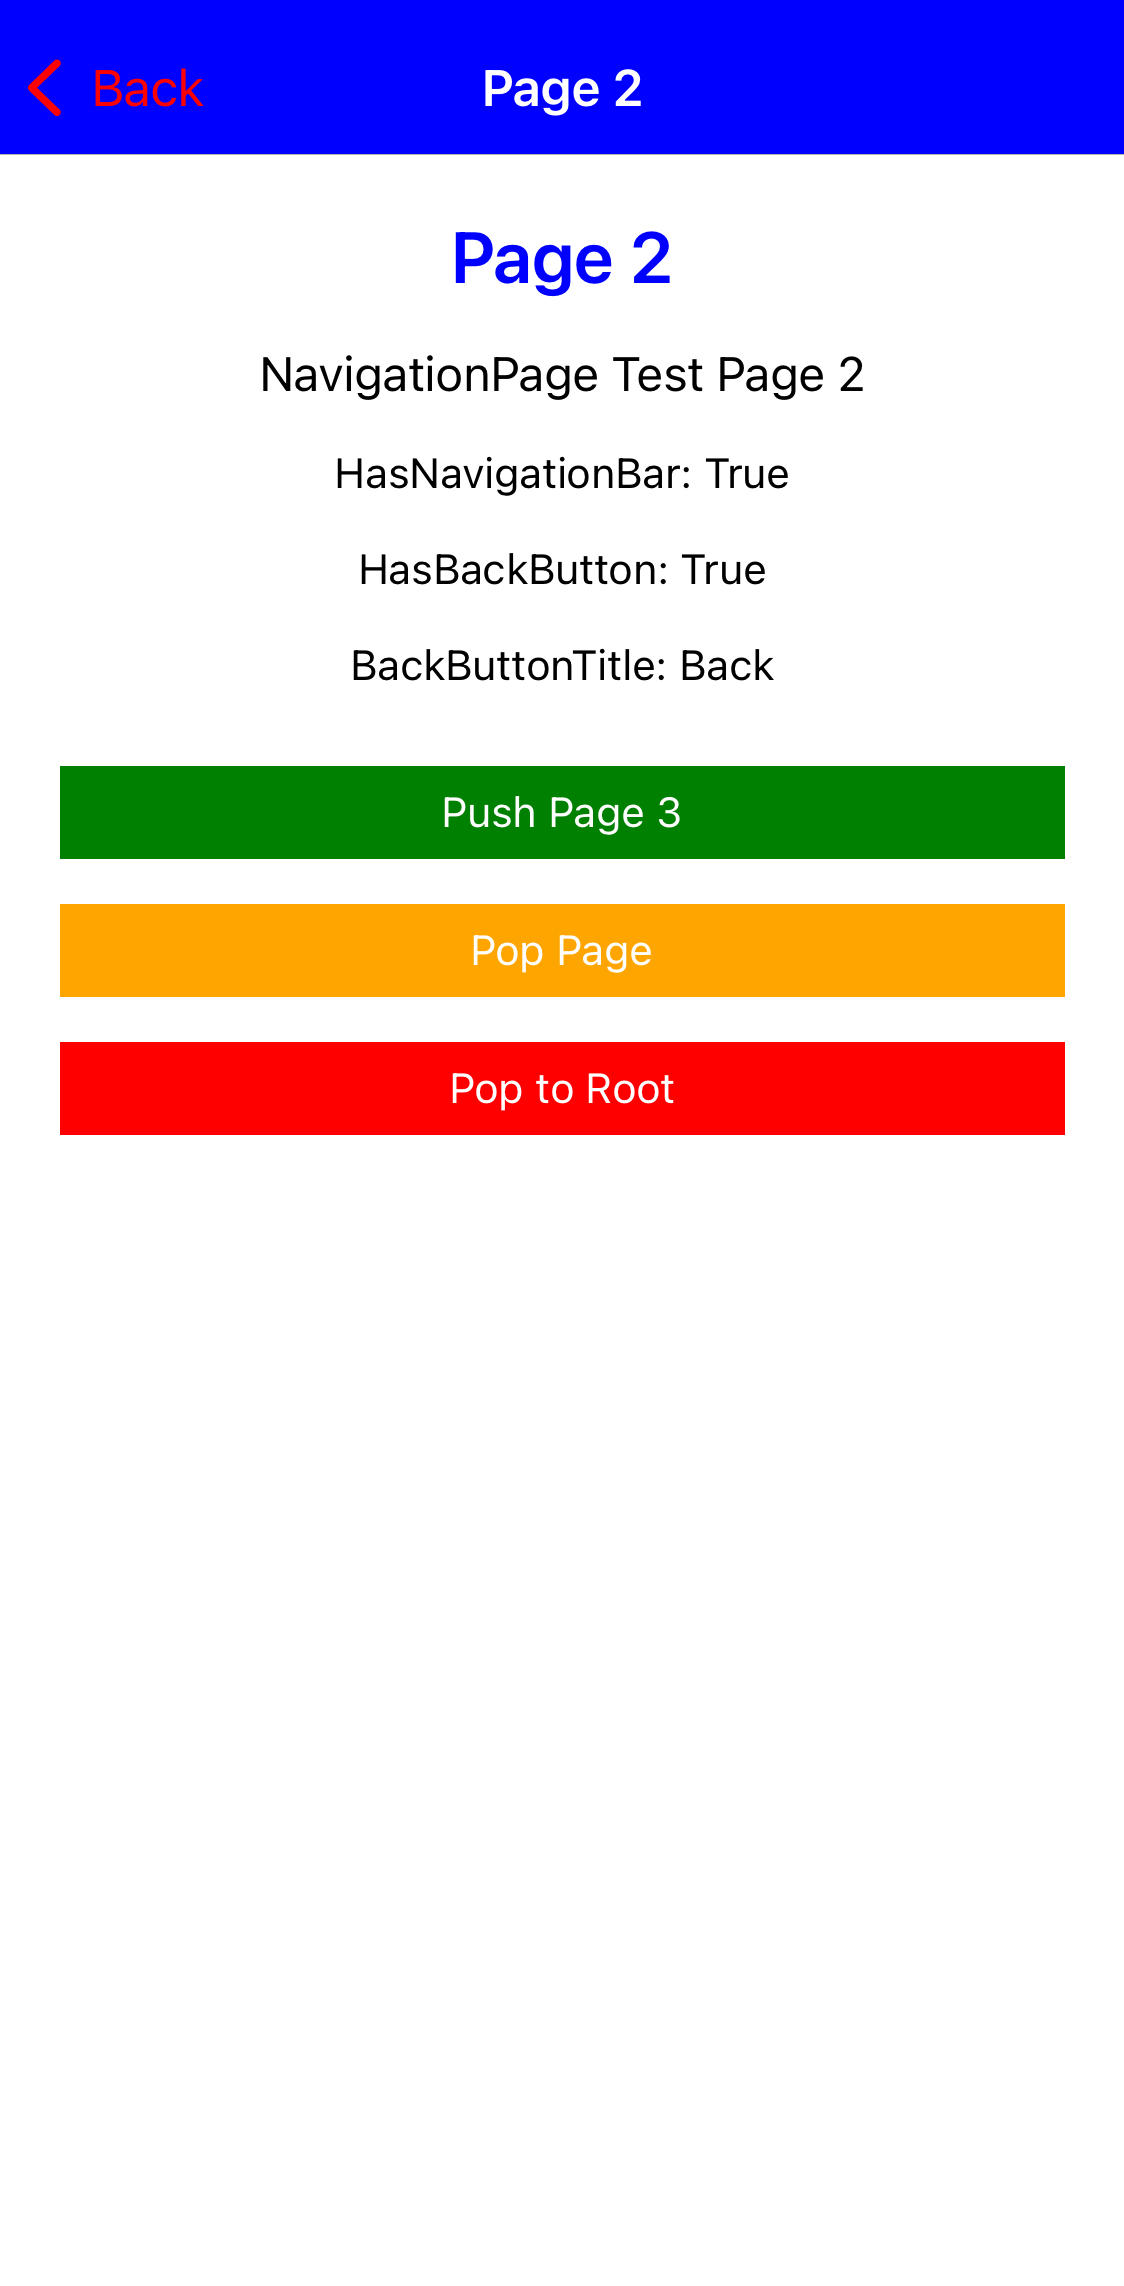 Back
Page 2
Page 2
NavigationPage Test Page 2
HasNavigationBar: True
HasBackButton: True
BackButtonTitle: Back
Push Page 3
Pop Page
Pop to Root